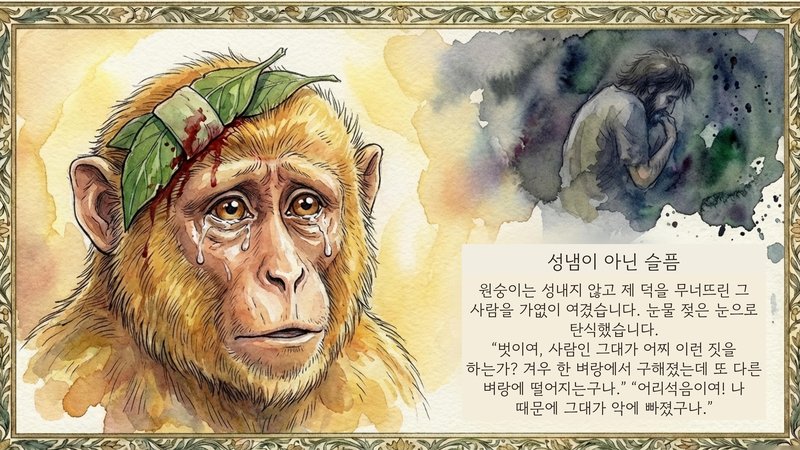 성냄이 아닌 슬픔
원숭이는 성내지 않고 제 덕을 무너뜨린 그
사람을 가엾이 여겼습니다. 눈물 젖은 눈으로
탄식했습니다.
“벗이여, 사람인 그대가 어찌 이런 짓을
하는가? 겨우 한 벼랑에서 구해졌는데 또 다른
벼랑에 떨어지는구나.” “어리석음이여! 나
때문에 그대가 악에 빠졌구나.”